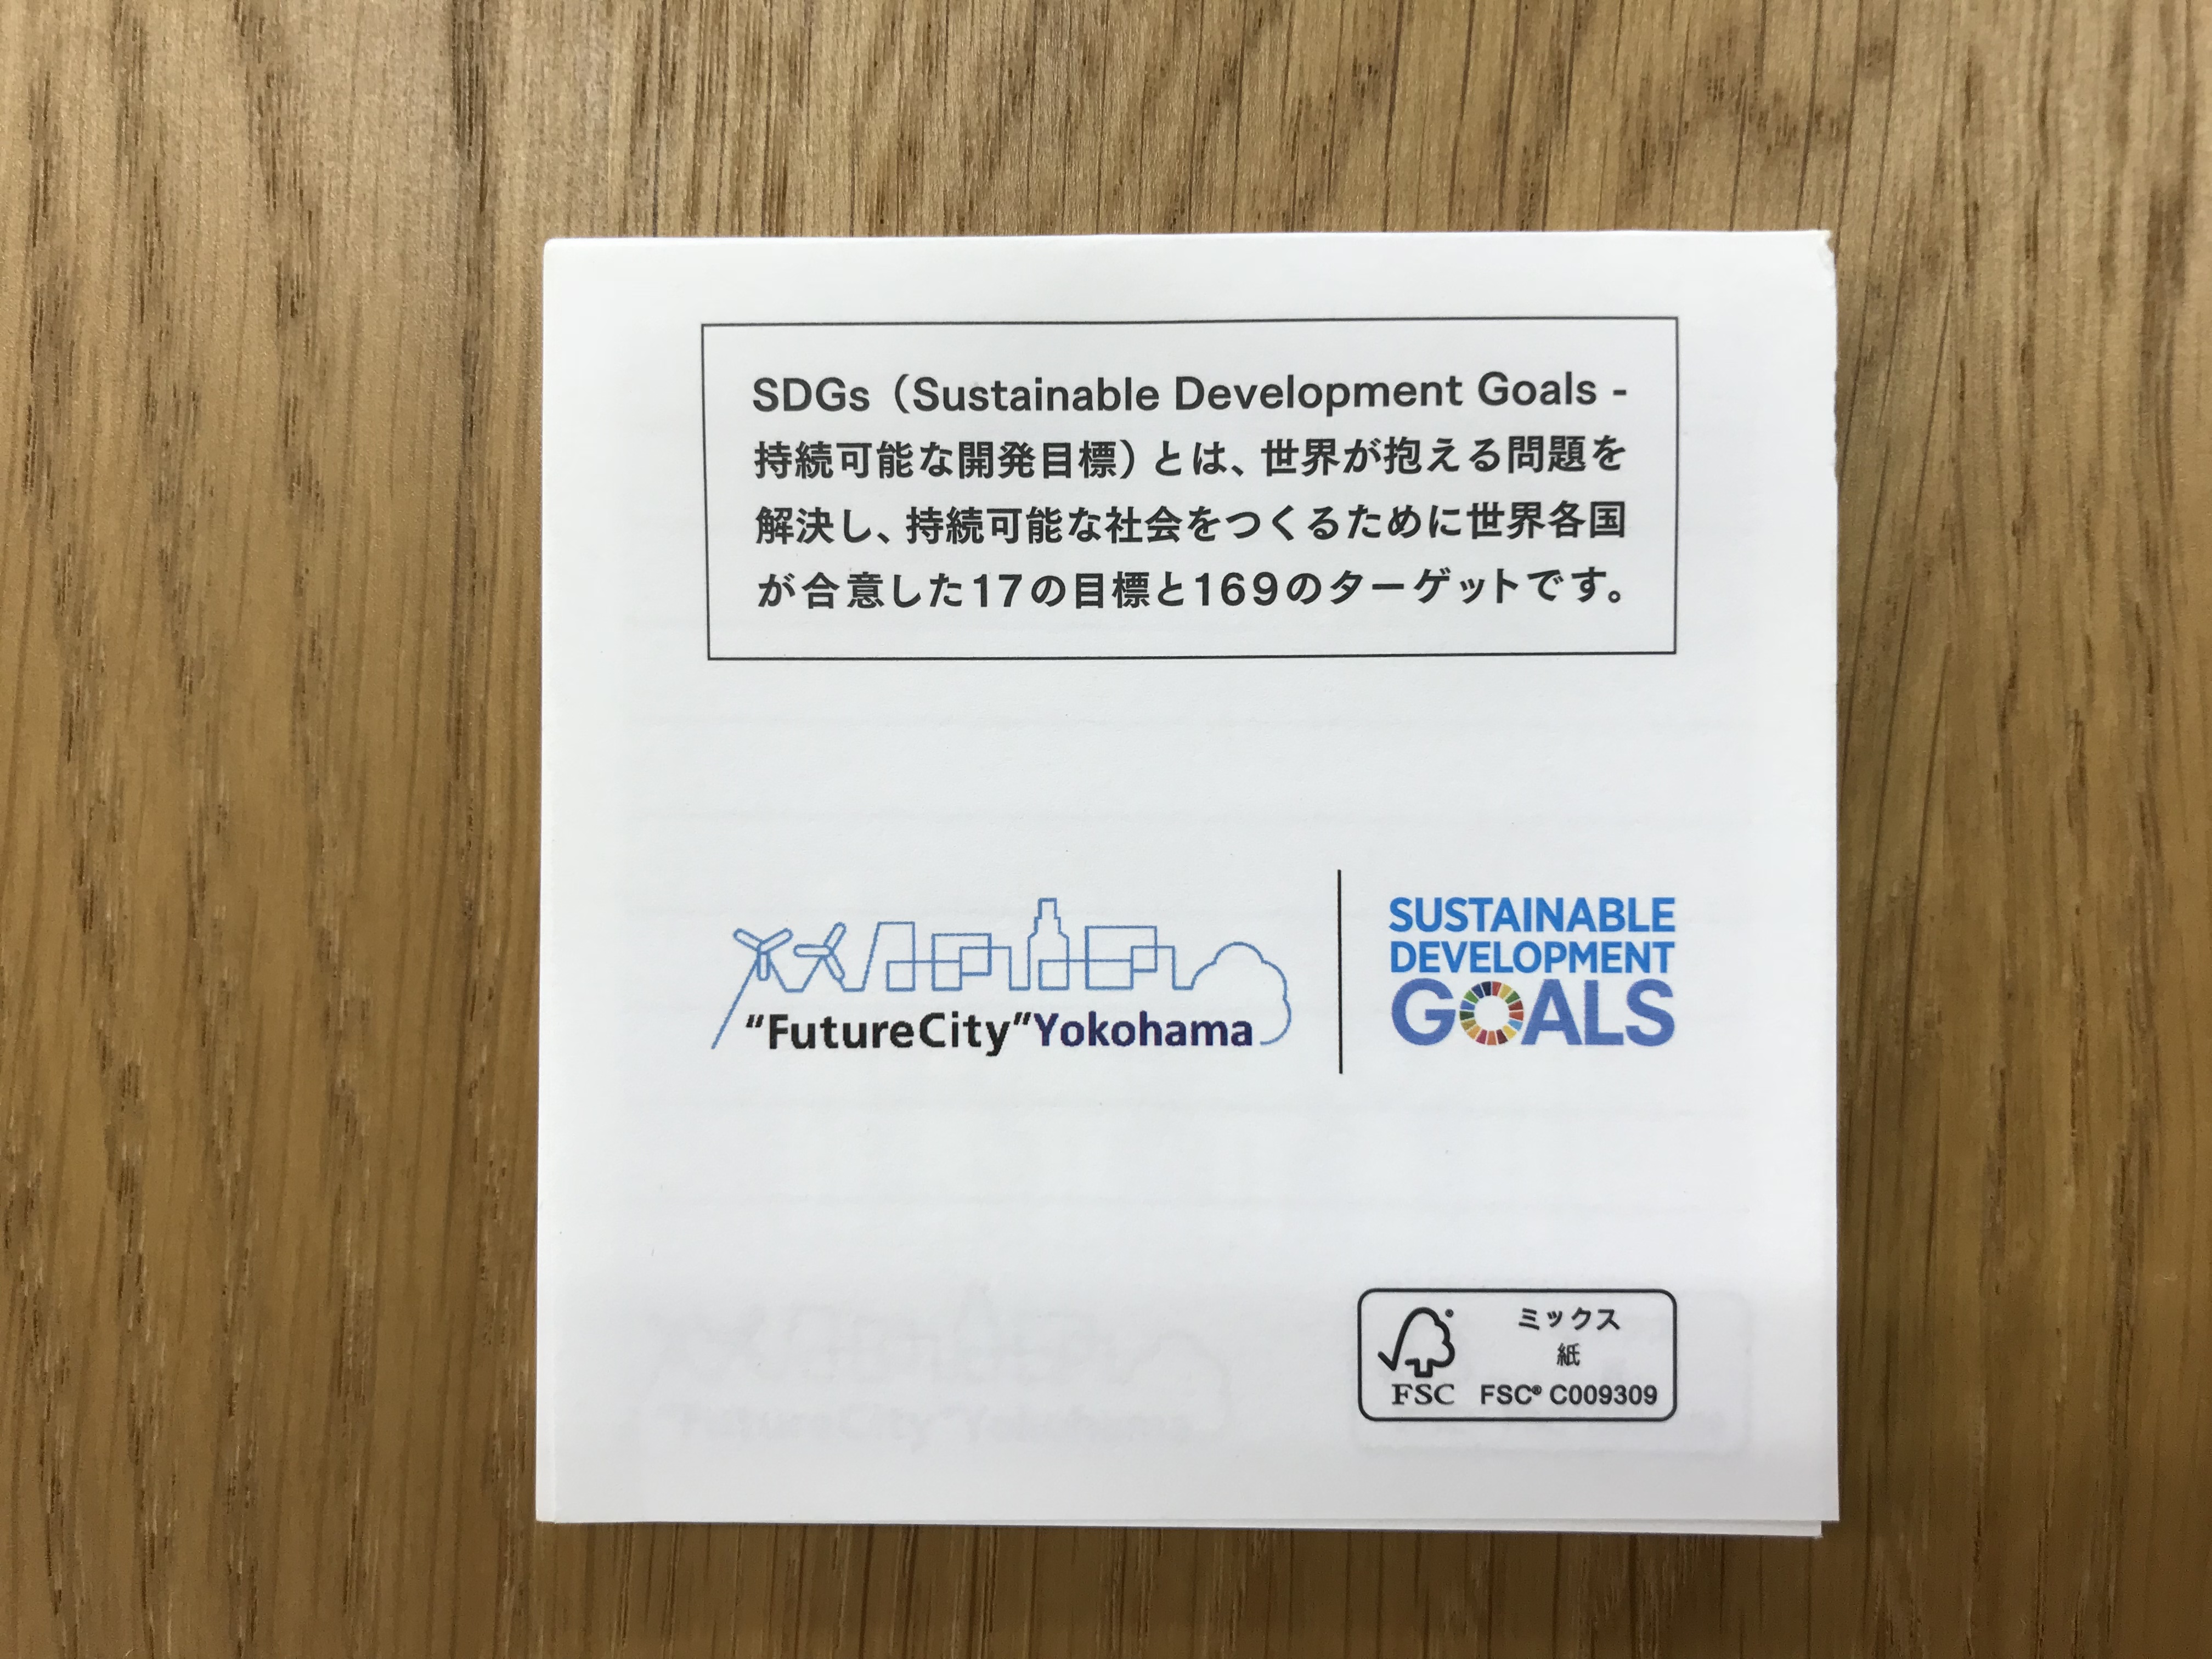 SDGs（Sustainable Development Goals -
持続可能な開発目標）とは、世界が抱える問題を
解決し、持続可能な社会をつくるために世界各国
が合意した17の目標と169のターゲットです。
"FutureCity"Yokohama
SUSTAINABLE
DEVELOPMENT
GOALS
FSC
ミックス
紙
FSC® C009309
"FutureCity"Yokohama